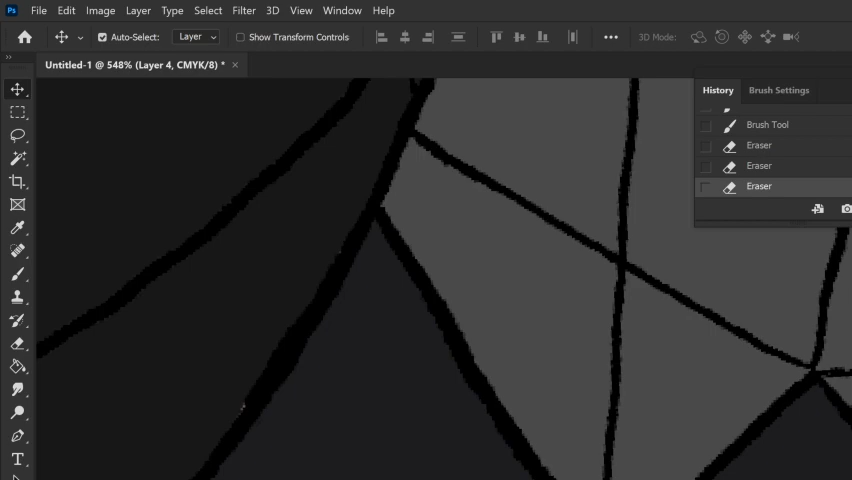 Ps File Edit Image Layer Type Select Filter 3D View Window Help
Auto-Select: Layer Show Transform Controls 3D Mode:
Untitled-1 @ 548% (Layer 4, CMYK/8) * ×
History Brush Settings
Brush Tool
Eraser
Eraser
Eraser